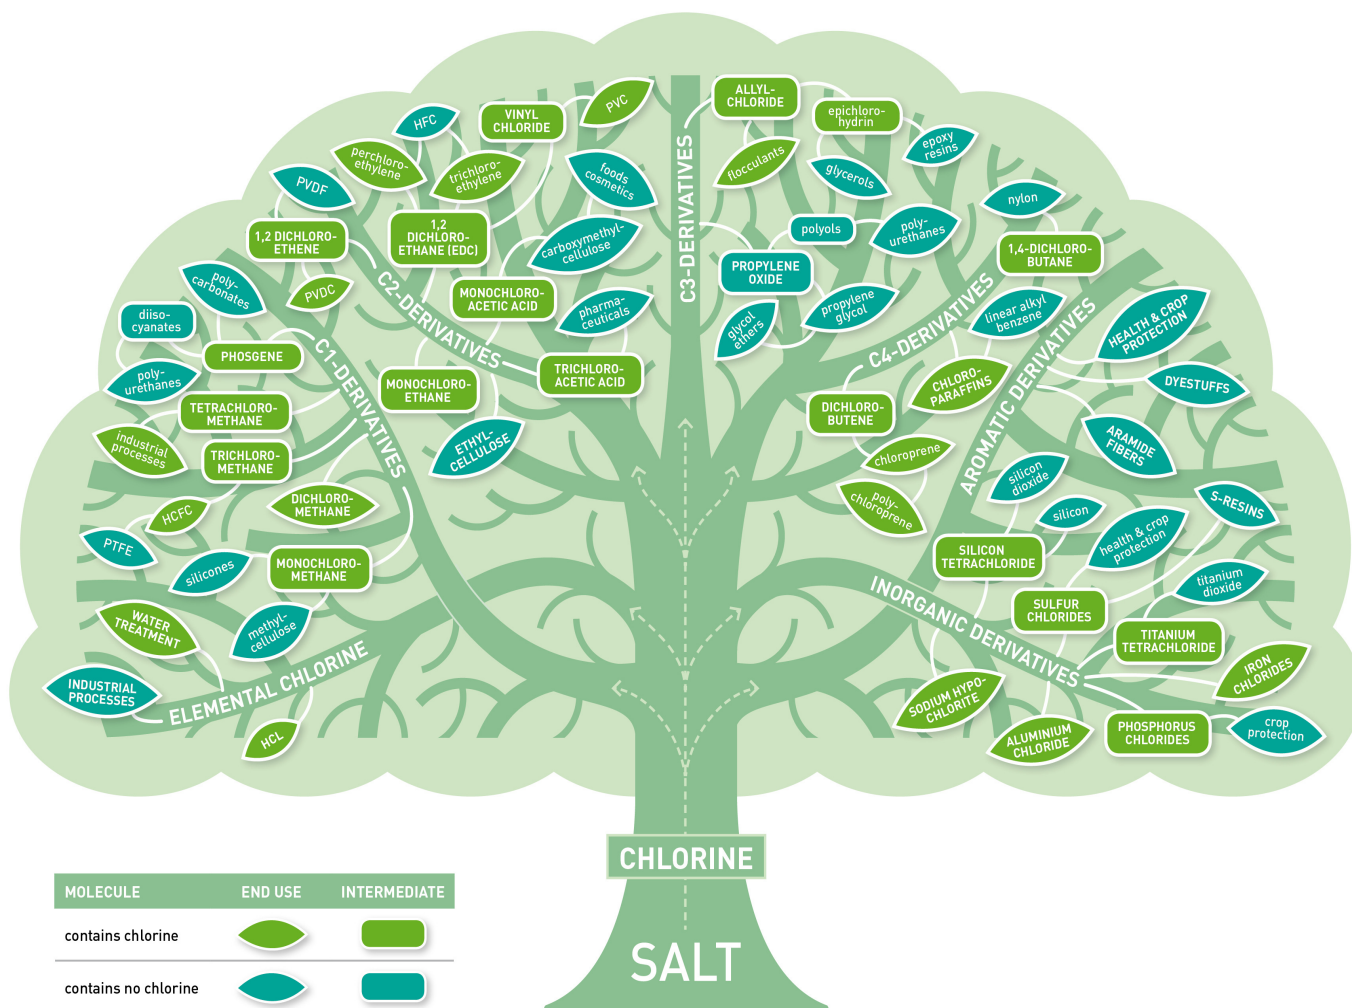 ALLYL-
CHLORIDE
epichloro-
hydrin
PVC
VINYL
CHLORIDE
HFC
perchloro-
ethylene
trichloro-
ethylene
foods
cosmetics
flocculants
glycerols
epoxy
resins
PVDF
nylon
1,2 DICHLORO-
ETHENE
1,2
DICHLORO-
ETHANE (EDC)
carboxymethyl-
cellulose
C3-DERIVATIVES
polyols
poly-
urethanes
1,4-DICHLORO-
BUTANE
PROPYLENE
OXIDE
poly-
carbonates
PVDC
C2-DERIVATIVES
MONOCHLORO-
ACETIC ACID
pharma-
ceuticals
glycol
ethers
propylene
glycol
C4-DERIVATIVES
linear alkyl
benzene
HEALTH & CROP
PROTECTION
diiso-
cyanates
PHOSGENE
C1-DERIVATIVES
poly-
urethanes
MONOCHLORO-
ETHANE
TRICHLORO-
ACETIC ACID
CHLORO-
PARAFFINS
AROMATIC DERIVATIVES
DYESTUFFS
TETRACHLORO-
METHANE
DICHLORO-
BUTENE
industrial
processes
TRICHLORO-
METHANE
ETHYL-
CELLULOSE
chloroprene
ARAMIDE
FIBERS
silicon
dioxide
DICHLORO-
METHANE
poly-
chloroprene
silicon
S-RESINS
HCFC
PTFE
silicones
MONOCHLORO-
METHANE
SILICON
TETRACHLORIDE
health & crop
protection
titanium
dioxide
WATER
TREATMENT
methyl-
cellulose
INORGANIC DERIVATIVES
SULFUR
CHLORIDES
TITANIUM
TETRACHLORIDE
INDUSTRIAL
PROCESSES
ELEMENTAL CHLORINE
HCL
SODIUM HYPO-
CHLORITE
ALUMINIUM
CHLORIDE
PHOSPHORUS
CHLORIDES
IRON
CHLORIDES
crop
protection
CHLORINE
SALT
MOLECULE END USE INTERMEDIATE
contains chlorine
contains no chlorine